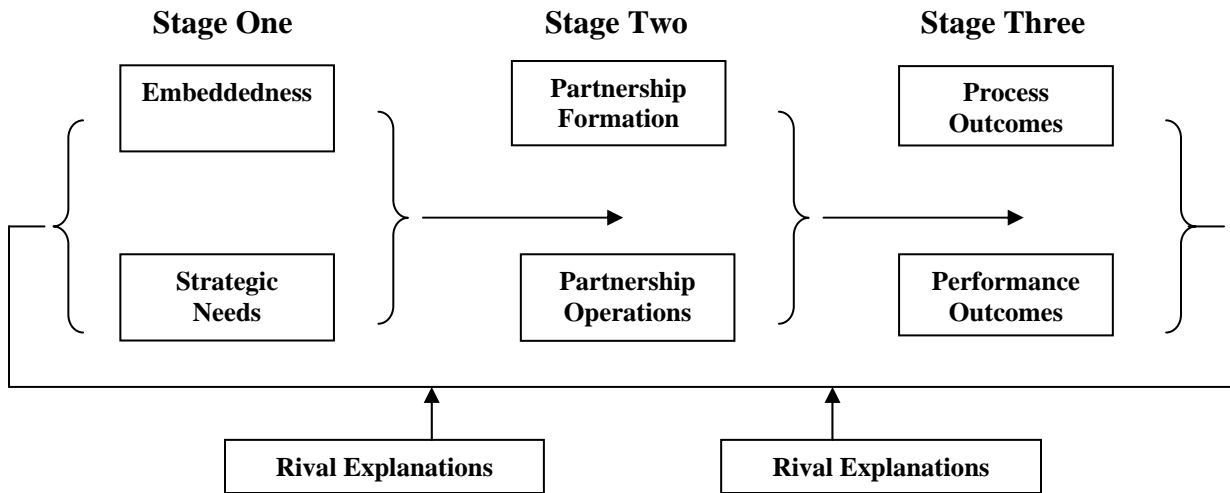 Stage One
Stage Two
Stage Three
Embeddedness
Partnership
Formation
Process
Outcomes
Strategic
Needs
Partnership
Operations
Performance
Outcomes
Rival Explanations
Rival Explanations